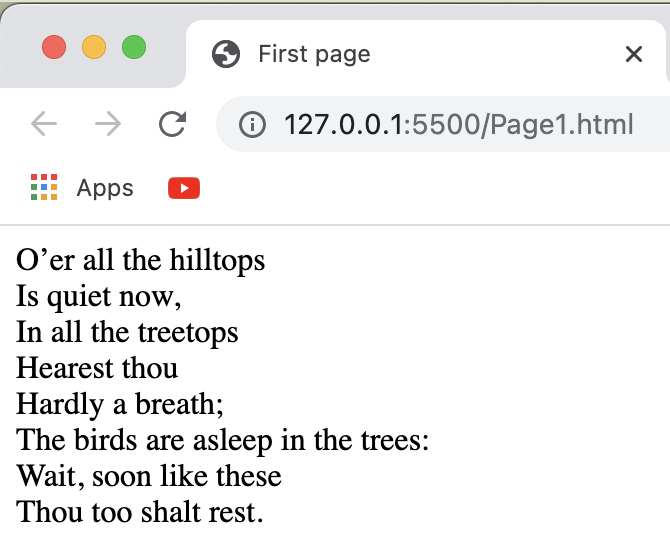 First page
127.0.0.1:5500/Page1.html
Apps
O’er all the hilltops
Is quiet now,
In all the treetops
Hearest thou
Hardly a breath;
The birds are asleep in the trees:
Wait, soon like these
Thou too shalt rest.